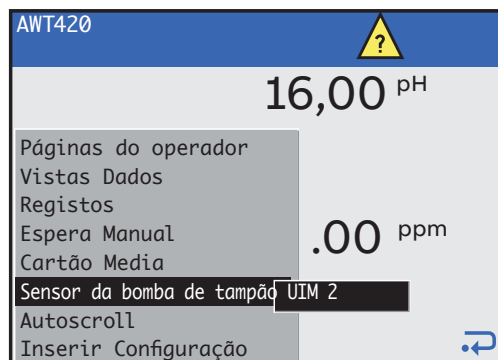 AWT420
?
16,00 pH
Páginas do operador
Vistas Dados
Registos
Espera Manual
.00 ppm
Cartão Media
Sensor da bomba de tampão UIM 2
Autoscroll
Inserir Configuração